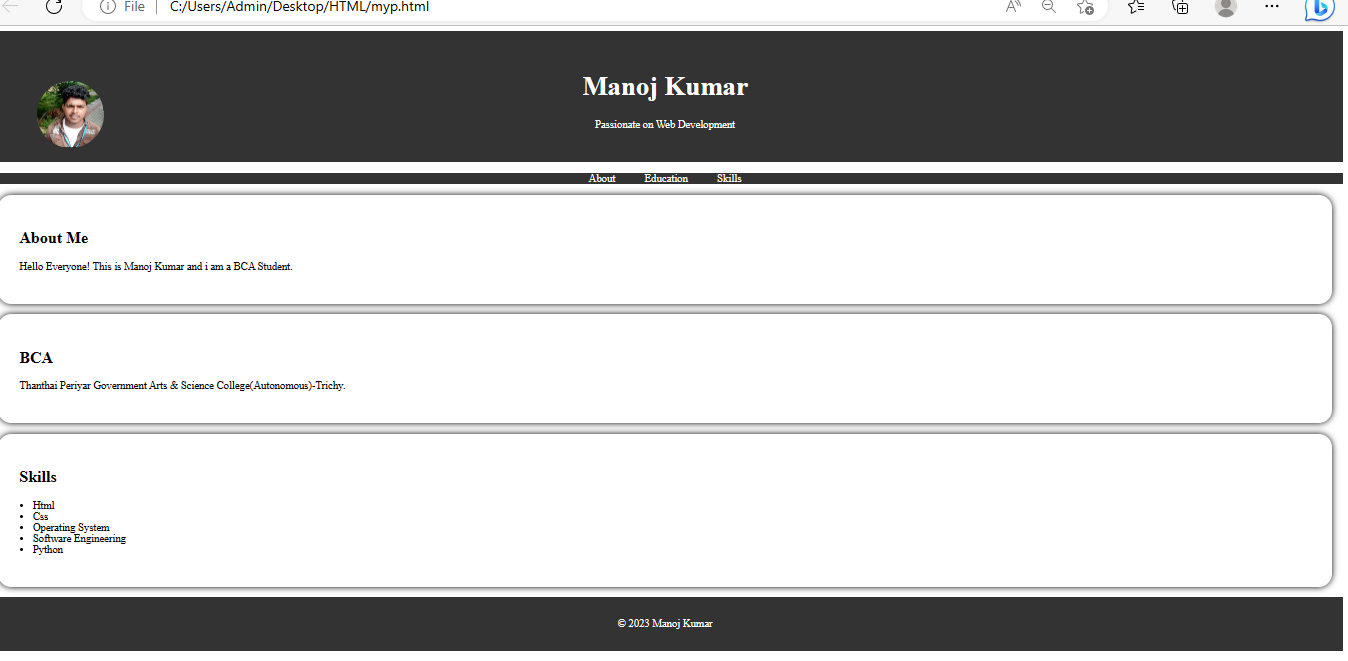 File C:/Users/Admin/Desktop/HTML/myp.html
Manoj Kumar
Passionate on Web Development
About Education Skills
About Me
Hello Everyone! This is Manoj Kumar and i am a BCA Student.
BCA
Thanthai Periyar Government Arts & Science College(Autonomous)-Trichy.
Skills
• Html
• Css
• Operating System
• Software Engineering
• Python
© 2023 Manoj Kumar